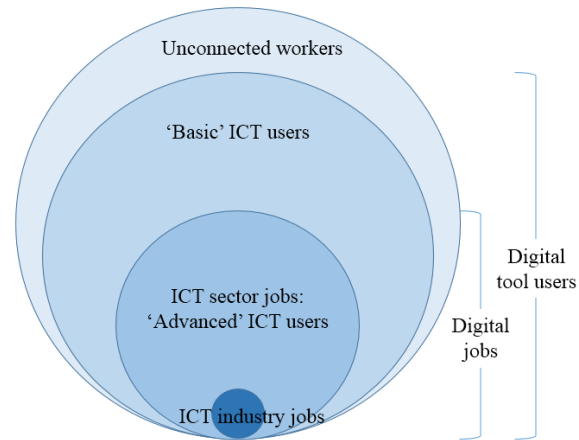 Unconnected workers
‘Basic’ ICT users
ICT sector jobs:
‘Advanced’ ICT users
ICT industry jobs
Digital
jobs
Digital
tool users